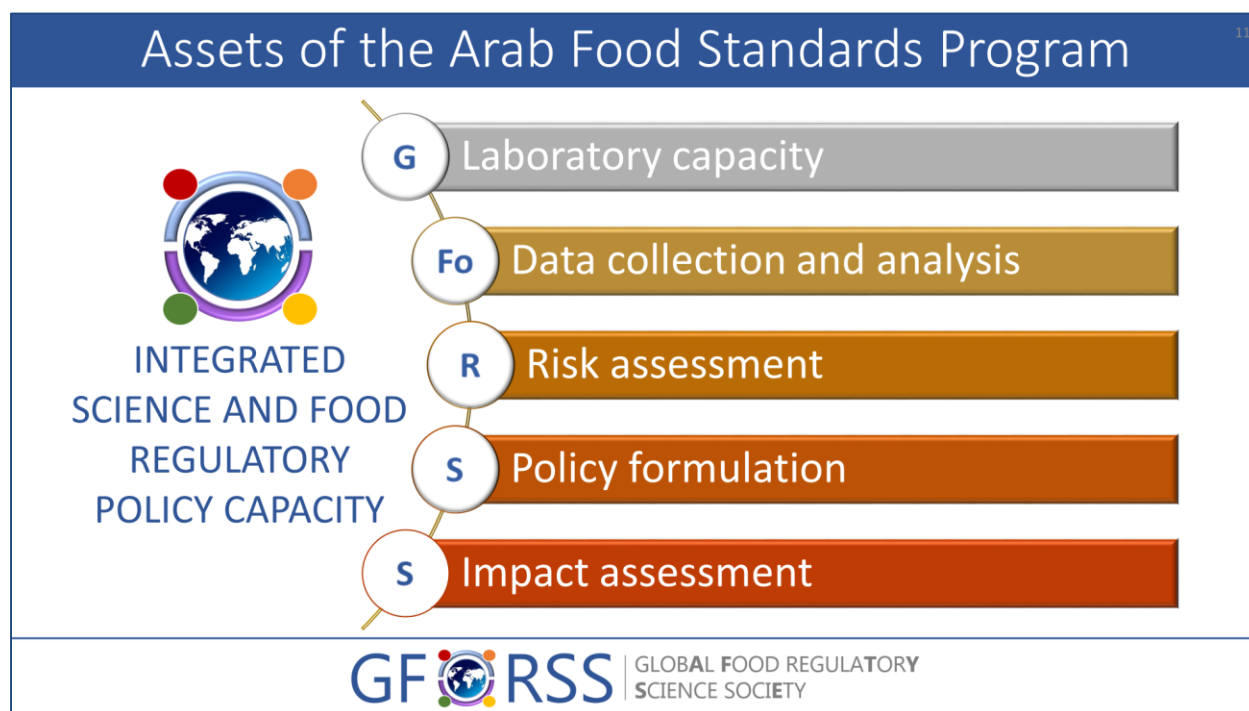 Assets of the Arab Food Standards Program
11
G
Laboratory capacity
Fo
Data collection and analysis
R
Risk assessment
S
Policy formulation
S
Impact assessment
INTEGRATED
SCIENCE AND FOOD
REGULATORY
POLICY CAPACITY
GFoRSS
GLOBAL FOOD REGULATORY
SCIENCE SOCIETY